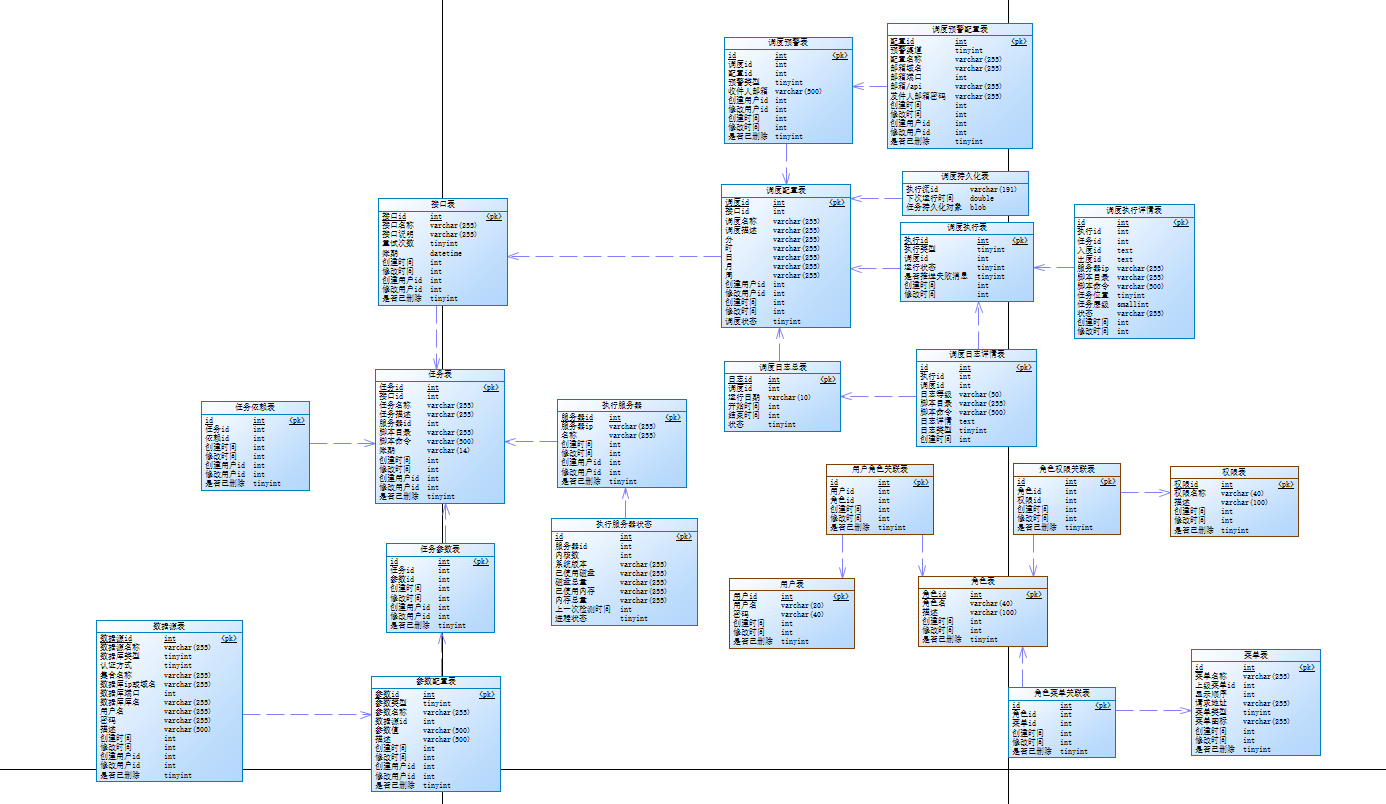 调度预警表
id int <pk>
调度id int
配置id int
预警类型 tinyint
收件人邮箱 varchar(500)
创建用户id int
修改用户id int
创建时间 int
修改时间 int
是否已删除 tinyint
调度预警配置表
配置id int <pk>
预警渠道 tinyint
配置名称 varchar(255)
邮箱域名 varchar(255)
邮箱端口 int
邮箱/api varchar(255)
发件人邮箱密码 varchar(255)
创建时间 int
修改时间 int
创建用户id int
修改用户id int
是否已删除 tinyint
调度持久化表
执行流id varchar(191)
下次运行时间 double
任务持久化对象 blob
调度配置表
调度id int <pk>
接口id int
调度名称 varchar(255)
调度描述 varchar(255)
分 varchar(255)
时 varchar(255)
日 varchar(255)
月 varchar(255)
周 varchar(255)
创建用户id int
修改用户id int
创建时间 int
修改时间 int
调度状态 tinyint
接口表
接口id int <pk>
接口名称 varchar(255)
接口说明 varchar(255)
重试次数 tinyint
账期 datetime
创建时间 int
修改时间 int
创建用户id int
修改用户id int
是否已删除 tinyint
调度执行表
执行id int <pk>
执行类型 tinyint
调度id int
运行状态 tinyint
是否推送失败消息 tinyint
创建时间 int
修改时间 int
调度执行详情表
id int <pk>
执行id int
任务id int
入度id text
出度id text
服务器ip varchar(255)
脚本目录 varchar(255)
脚本命令 varchar(500)
任务位置 tinyint
任务层级 smallint
状态 varchar(255)
创建时间 int
修改时间 int
调度日志总表
日志id int <pk>
调度id int
运行日期 varchar(10)
开始时间 int
结束时间 int
状态 tinyint
调度日志详情表
id int <pk>
执行id int
调度id int
日志等级 varchar(50)
脚本目录 varchar(255)
脚本命令 varchar(500)
日志详情 text
日志类型 tinyint
创建时间 int
任务表
任务id int <pk>
接口id int
任务名称 varchar(255)
任务描述 varchar(255)
服务器id int
脚本目录 varchar(255)
脚本命令 varchar(500)
账期 varchar(14)
创建时间 int
修改时间 int
创建用户id int
修改用户id int
是否已删除 tinyint
任务依赖表
id int <pk>
任务id int
依赖id int
创建时间 int
修改时间 int
创建用户id int
修改用户id int
是否已删除 tinyint
执行服务器
服务器id int <pk>
服务器ip varchar(255)
名称 varchar(255)
创建时间 int
修改时间 int
创建用户id int
修改用户id int
是否已删除 tinyint
执行服务器状态
id int <pk>
服务器id int
内核数 int
系统版本 varchar(255)
已使用磁盘 varchar(255)
磁盘总量 varchar(255)
已使用内存 varchar(255)
内存总量 varchar(255)
上一次检测时间 int
进程状态 tinyint
任务参数表
id int <pk>
任务id int
参数id int
创建时间 int
修改时间 int
创建用户id int
修改用户id int
是否已删除 tinyint
数据源表
数据源id int <pk>
数据源名称 varchar(255)
数据库类型 tinyint
认证方式 tinyint
集合名称 varchar(255)
数据库ip或域名 varchar(255)
数据库端口 int
数据库库名 varchar(255)
用户名 varchar(255)
密码 varchar(255)
描述 varchar(500)
创建时间 int
修改时间 int
创建用户id int
修改用户id int
是否已删除 tinyint
参数配置表
参数id int <pk>
参数类型 tinyint
参数名称 varchar(255)
数据源id int
参数值 varchar(500)
描述 varchar(500)
创建时间 int
修改时间 int
创建用户id int
修改用户id int
是否已删除 tinyint
用户角色关联表
id int <pk>
用户id int
角色id int
创建时间 int
修改时间 int
是否已删除 tinyint
角色权限关联表
id int <pk>
角色id int
权限id int
创建时间 int
修改时间 int
是否已删除 tinyint
权限表
权限id int <pk>
权限名称 varchar(40)
描述 varchar(100)
创建时间 int
修改时间 int
是否已删除 tinyint
用户表
用户id int <pk>
用户名 varchar(20)
密码 varchar(40)
创建时间 int
修改时间 int
是否已删除 tinyint
角色表
角色id int <pk>
角色名 varchar(40)
描述 varchar(100)
创建时间 int
修改时间 int
是否已删除 tinyint
角色菜单关联表
id int <pk>
角色id int
菜单id int
创建时间 int
修改时间 int
是否已删除 tinyint
菜单表
id int <pk>
菜单名称 varchar(255)
上级菜单id int
显示顺序 int
请求地址 varchar(255)
菜单类型 tinyint
菜单图标 varchar(255)
创建时间 int
修改时间 int
是否已删除 tinyint